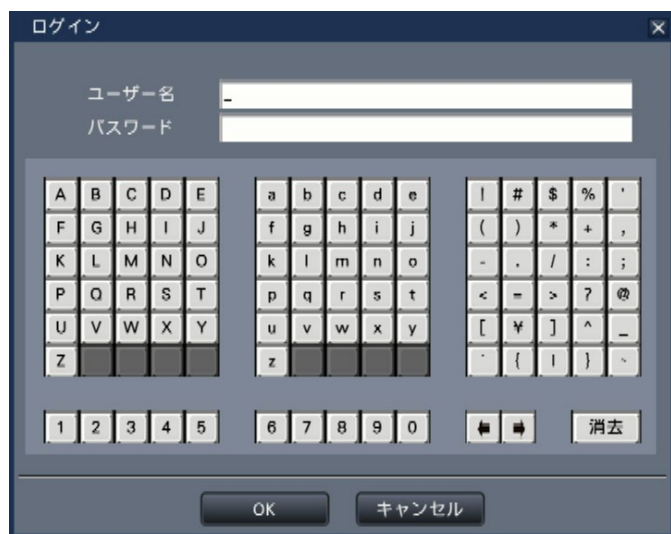 ログイン
ユーザー名
パスワード
A B C D E a b c d e ! # $ % '
F G H I J f g h i j ( ) * + ,
K L M N O k l m n o - . / : ;
P Q R S T p q r s t < = > ? @
U V W X Y u v w x y [ ¥ ] ^ _
Z z ` { | } ~
1 2 3 4 5 6 7 8 9 0 ← → 消去
OK キャンセル